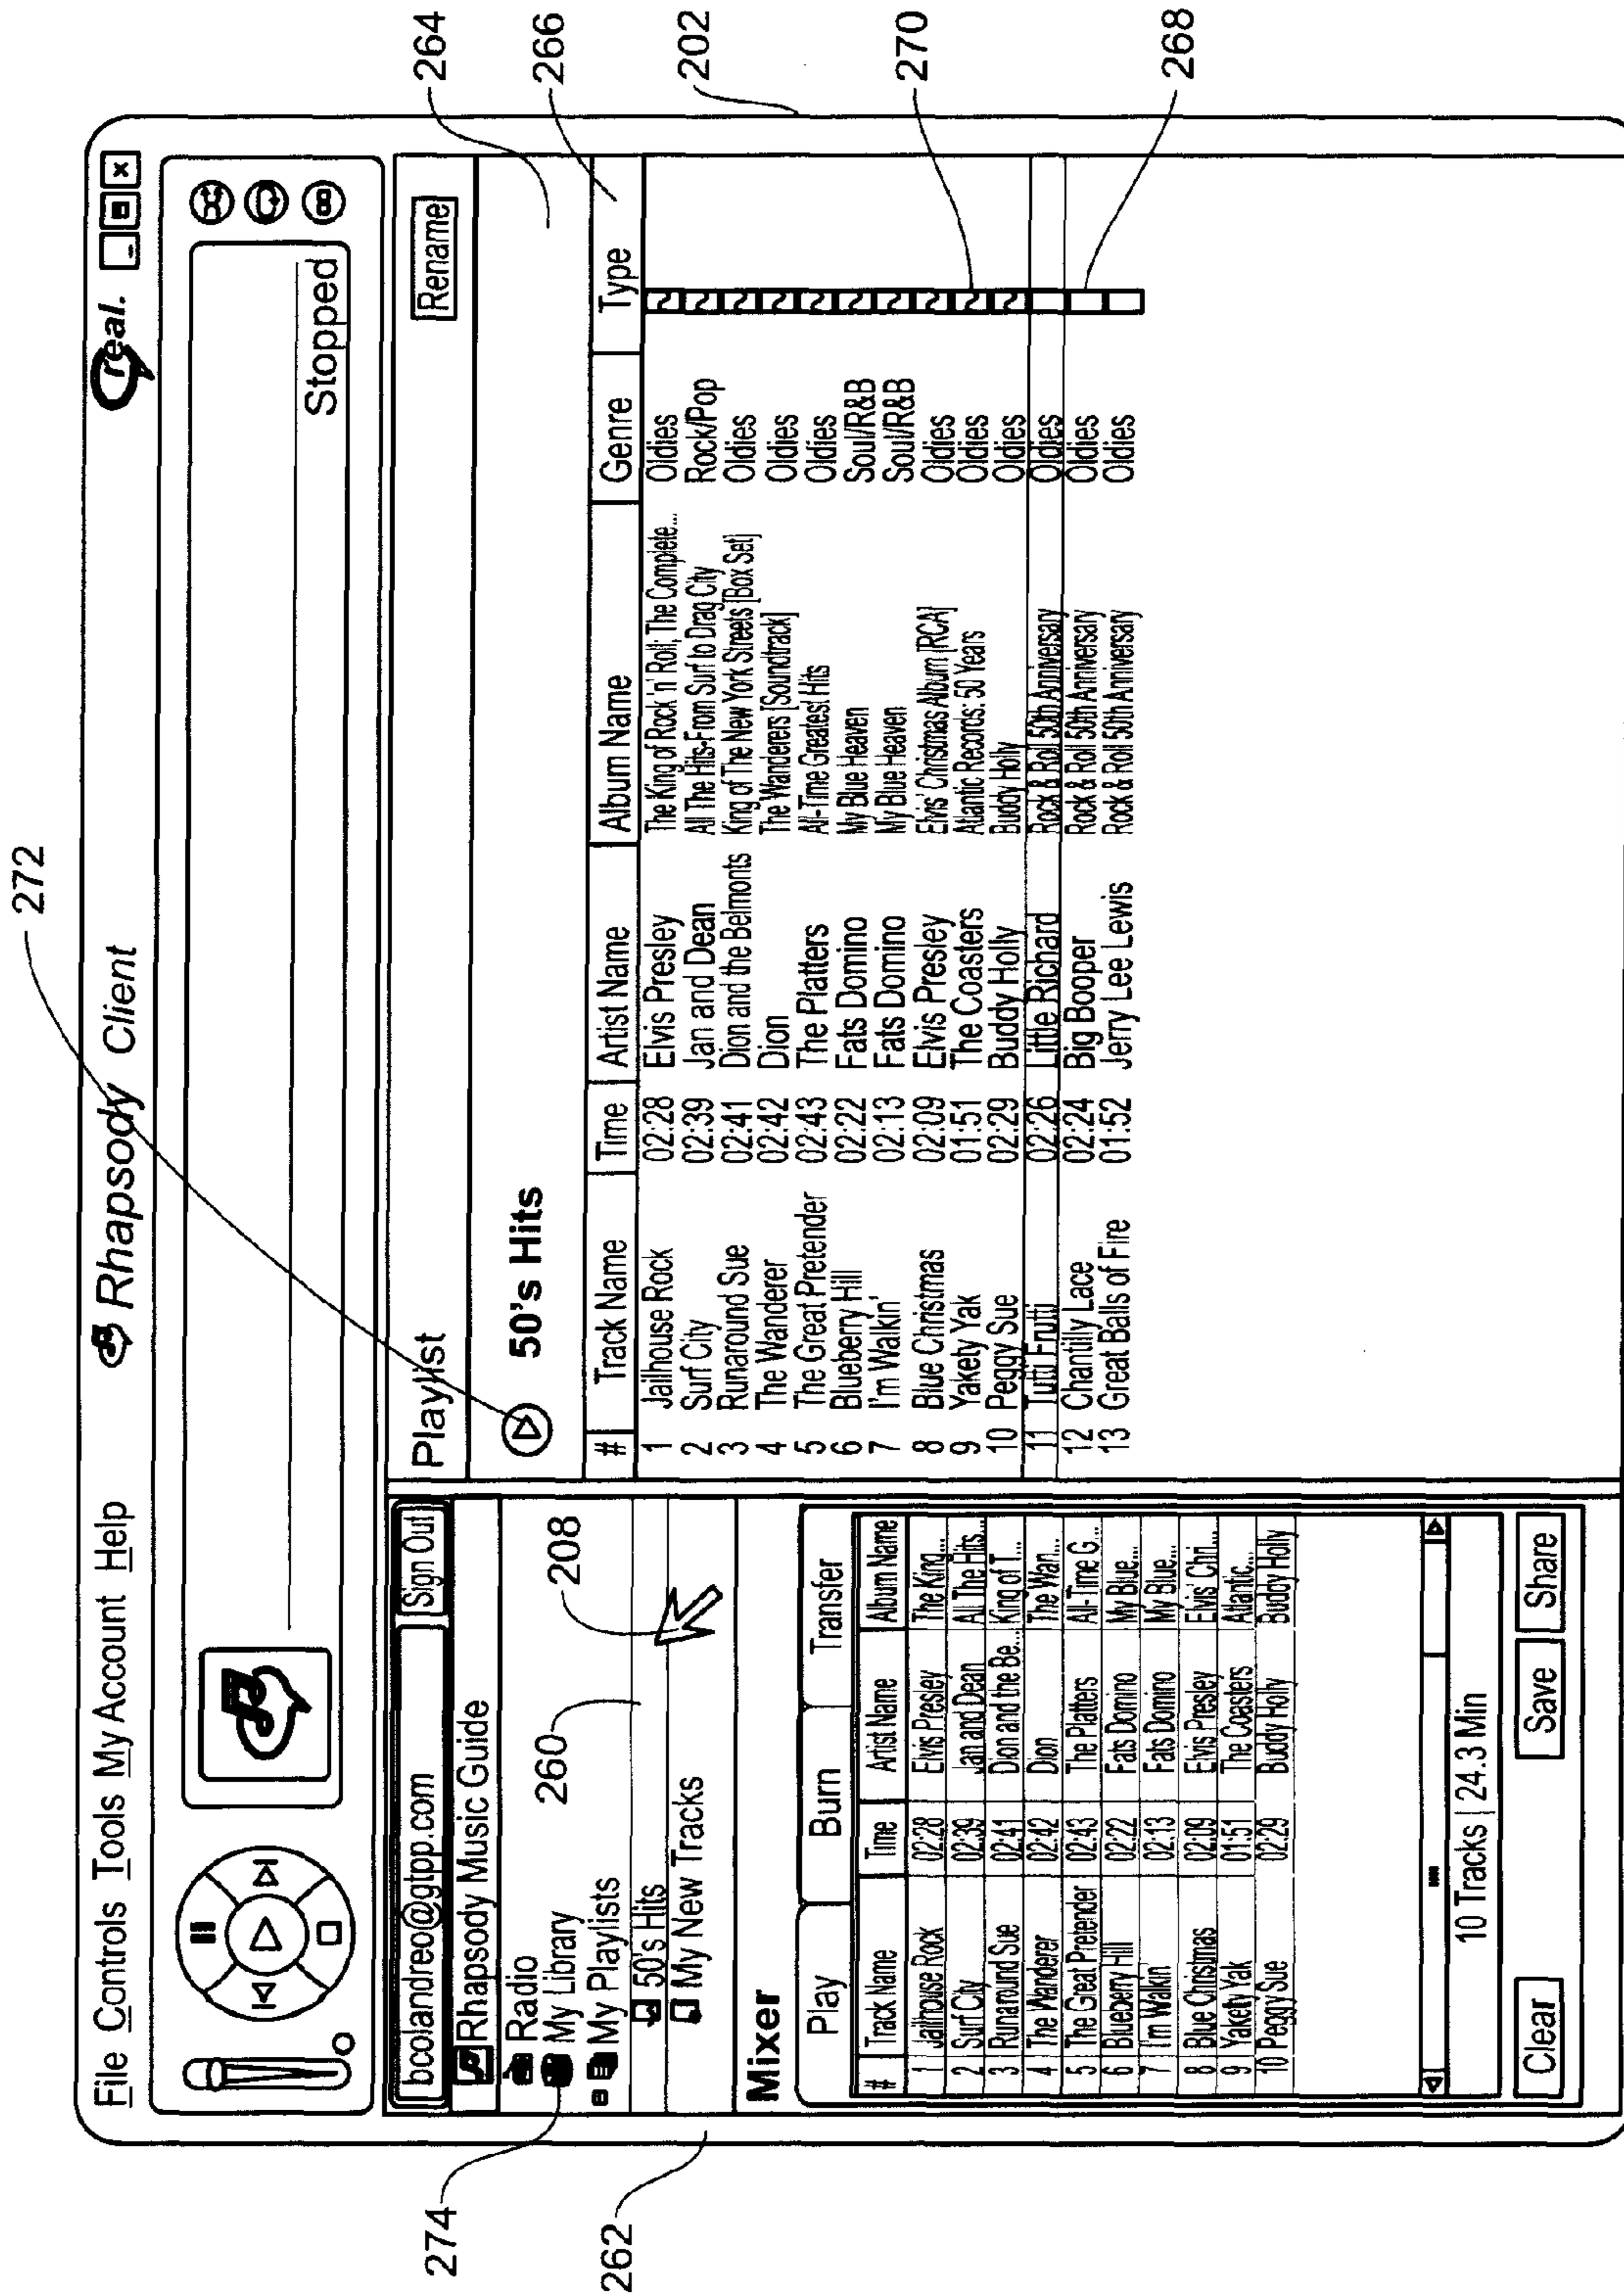 272
File Controls Tools My Account Help
Rhapsody Client
real.
Stopped
bcolandreo@gtpp.com
Sign Out
Rhapsody Music Guide
Radio
My Library
My Playlists
50's Hits
My New Tracks
274
262
260
208
Mixer
Play Burn Transfer
# Track Name Time Artist Name Album Name
1 Jailhouse Rock 02:28 Elvis Presley The King...
2 Surf City 02:39 Jan and Dean All The Hits...
3 Runaround Sue 02:41 Dion and the Be... King of T...
4 The Wanderer 02:42 Dion The Wan...
5 The Great Pretender 02:43 The Platters All-Time G...
6 Blueberry Hill 02:22 Fats Domino My Blue...
7 I'm Walkin 02:13 Fats Domino My Blue...
8 Blue Christmas 02:09 Elvis Presley Elvis' Chri...
9 Yakety Yak 01:51 The Coasters Atlantic...
10 Peggy Sue 02:29 Buddy Holly Buddy Holly
10 Tracks | 24.3 Min
Clear Save Share
Playlist
Rename
50's Hits
# Track Name Time Artist Name Album Name Genre Type
1 Jailhouse Rock 02:28 Elvis Presley The King of Rock 'n' Roll; The Complete... Oldies
2 Surf City 02:39 Jan and Dean All The Hits-From Surf to Drag City Rock/Pop
3 Runaround Sue 02:41 Dion and the Belmonts King of The New York Streets [Box Set] Oldies
4 The Wanderer 02:42 Dion The Wanderers [Soundtrack] Oldies
5 The Great Pretender 02:43 The Platters All-Time Greatest Hits Oldies
6 Blueberry Hill 02:22 Fats Domino My Blue Heaven Soul/R&B
7 I'm Walkin' 02:13 Fats Domino My Blue Heaven Soul/R&B
8 Blue Christmas 02:09 Elvis Presley Elvis' Christmas Album [RCA] Oldies
9 Yakety Yak 01:51 The Coasters Atlantic Records: 50 Years Oldies
10 Peggy Sue 02:29 Buddy Holly Buddy Holly Oldies
11 Tutti Frutti 02:26 Little Richard Rock & Roll 50th Anniversary Oldies
12 Chantilly Lace 02:24 Big Booper Rock & Roll 50th Anniversary Oldies
13 Great Balls of Fire 01:52 Jerry Lee Lewis Rock & Roll 50th Anniversary Oldies
264
266
202
270
268